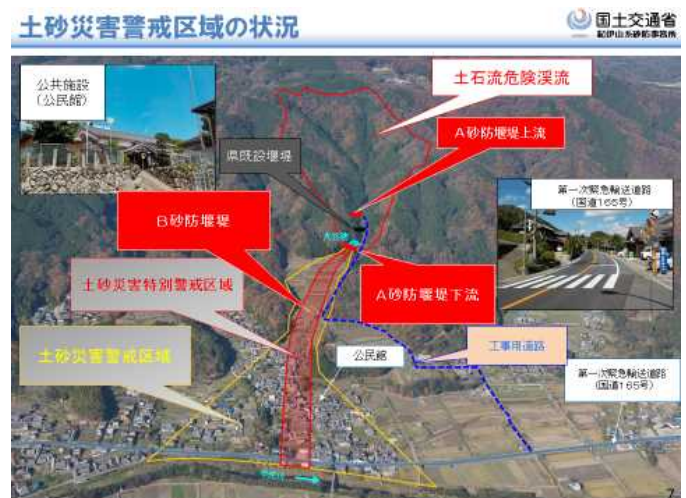 土砂災害警戒区域の状況
国土交通省
紀伊山系砂防事務所
公共施設
(公民館)
土石流危険渓流
A砂防堰堤上流
県既設堰堤
第一次緊急輸送道路
(国道165号)
B砂防堰堤
土砂災害特別警戒区域
A砂防堰堤下流
土砂災害警戒区域
公民館
工事用道路
第一次緊急輸送道路
(国道165号)
7